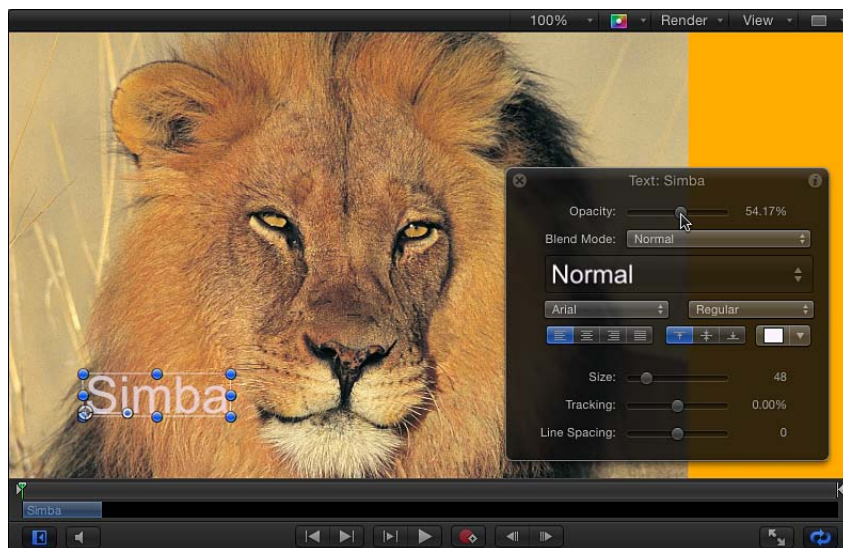 100% Render View
Text: Simba
Opacity: 54.17%
Blend Mode: Normal
Normal
Arial Regular
Size: 48
Tracking: 0.00%
Line Spacing: 0
Simba
Simba